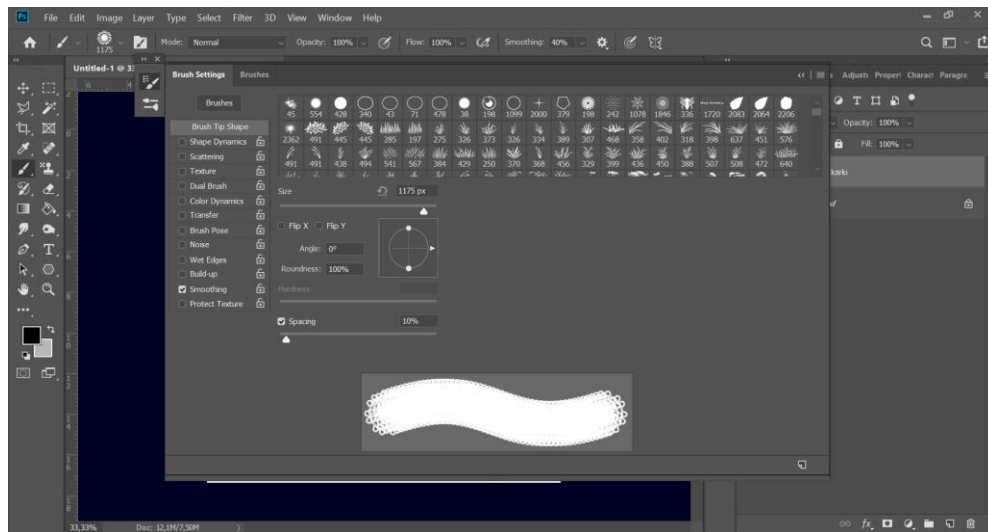 Ps File Edit Image Layer Type Select Filter 3D View Window Help
1175 Mode: Normal Opacity: 100% Flow: 100% Smoothing: 40%
Untitled-1 @ 33
Brush Settings Brushes
Adjusti Propert Charact Paragra
Brushes
45 554 428 340 43 71 478 38 198 1099 2000 379 198 242 1078 1846 336 1720 2083 2064 2206
Brush Tip Shape
Opacity: 100%
Shape Dynamics
2362 491 445 445 285 197 275 326 373 326 334 389 307 468 358 402 318 398 637 451 576
Scattering
Fill: 100%
Texture
491 451 438 494 541 567 384 429 250 370 368 456 329 399 436 450 388 507 508 472 640
kärki
Dual Brush
Size 1175 px
Color Dynamics
Transfer
Flip X Flip Y
Brush Pose
Noise
Angle: 0°
Wet Edges
Roundness: 100%
Build-up
Smoothing
Hardness
Protect Texture
Spacing 10%
33,33% Doc: 12,1M/7,50M